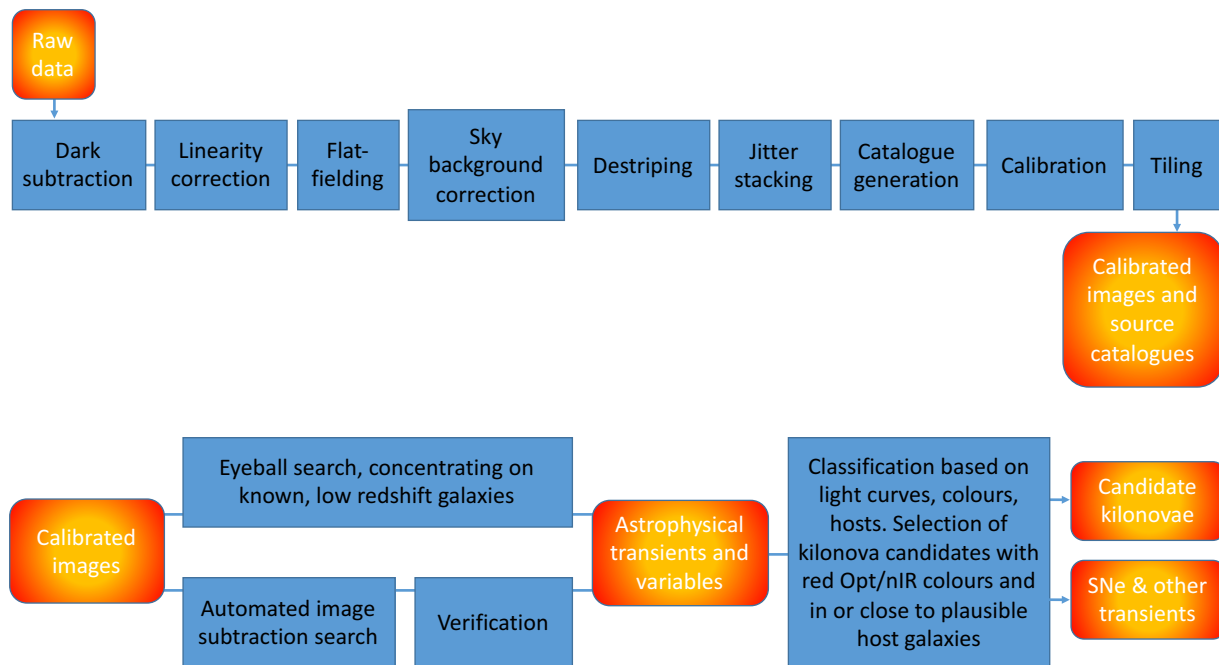 Raw
data
Dark
subtraction
Linearity
correction
Flat-
fielding
Sky
background
correction
Destriping
Jitter
stacking
Catalogue
generation
Calibration
Tiling
Calibrated
images and
source
catalogues
Calibrated
images
Eyeball search, concentrating on
known, low redshift galaxies
Automated image
subtraction search
Verification
Astrophysical
transients and
variables
Classification based on
light curves, colours,
hosts. Selection of
kilonova candidates with
red Opt/nIR colours and
in or close to plausible
host galaxies
Candidate
kilonovae
SNe & other
transients